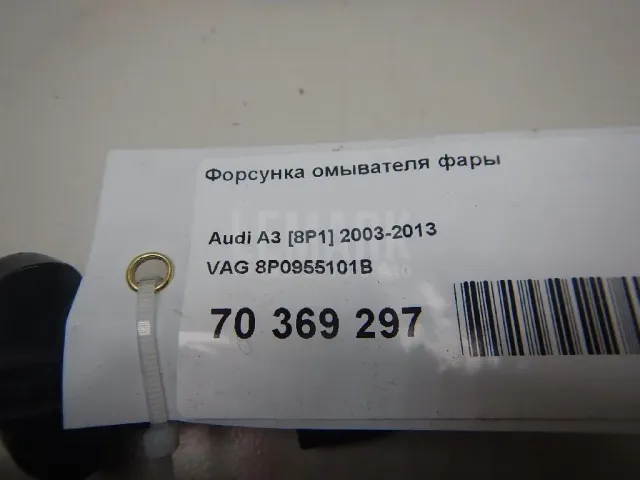 Форсунка омывателя фары
Audi A3 [8P1] 2003-2013
VAG 8P0955101B
70 369 297